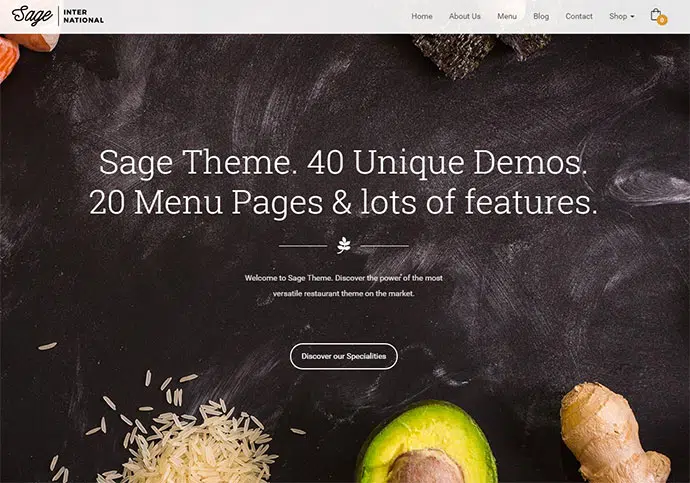 Sage
INTER
NATIONAL
Home About Us Menu Blog Contact Shop
0
Sage Theme. 40 Unique Demos.
20 Menu Pages & lots of features.
Welcome to Sage Theme. Discover the power of the most
versatile restaurant theme on the market.
Discover our Specialities